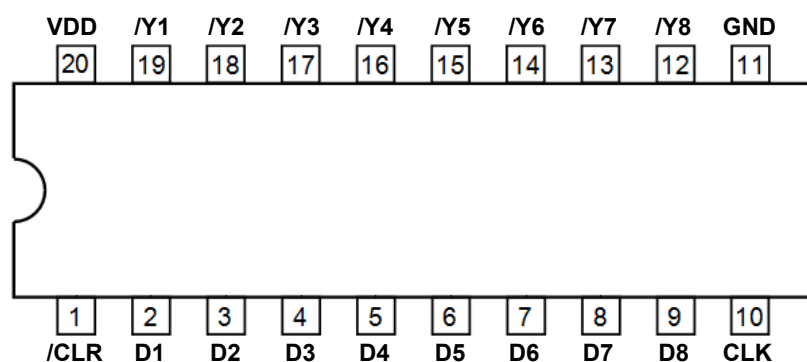 VDD /Y1 /Y2 /Y3 /Y4 /Y5 /Y6 /Y7 /Y8 GND
20 19 18 17 16 15 14 13 12 11
1 2 3 4 5 6 7 8 9 10
/CLR D1 D2 D3 D4 D5 D6 D7 D8 CLK